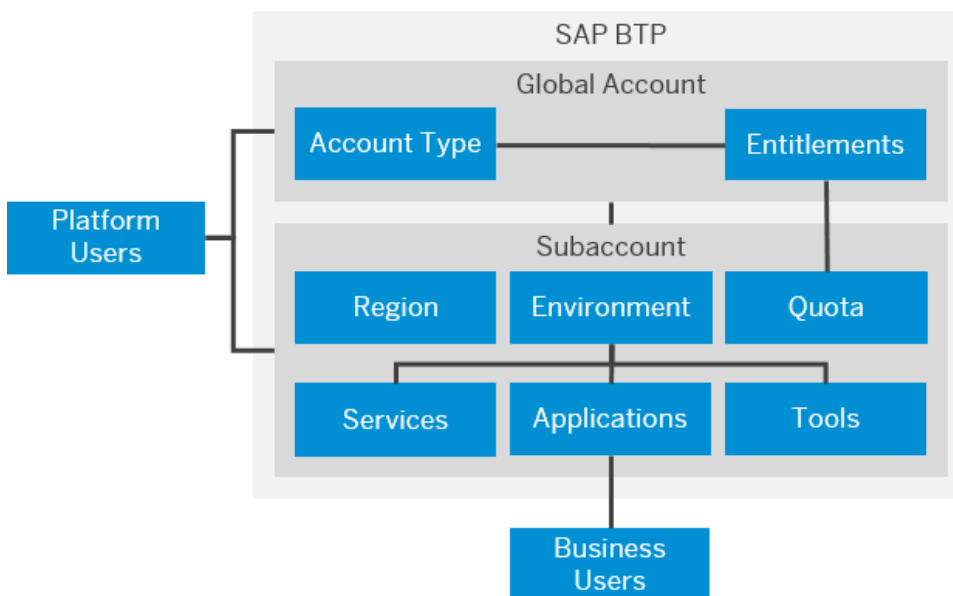 SAP BTP
Global Account
Account Type
Entitlements
Platform
Users
Subaccount
Region
Environment
Quota
Services
Applications
Tools
Business
Users